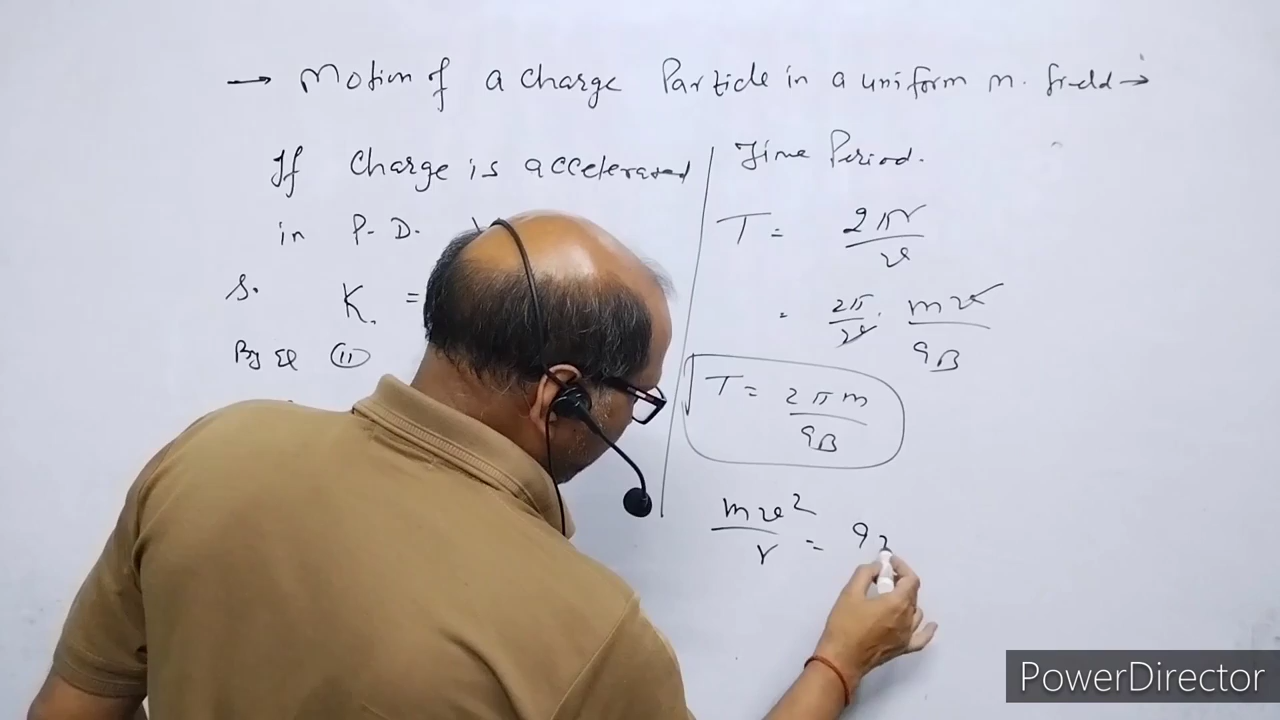 → Motion of a Charge Particle in a uniform m. field →
If Charge is accelerated
in P.D.
S. K. =
By eq (11)
Time Period.
T = 2πr / v
= 2π/v . mv / qB
T = 2πm / qB
mv² / r = q
PowerDirector